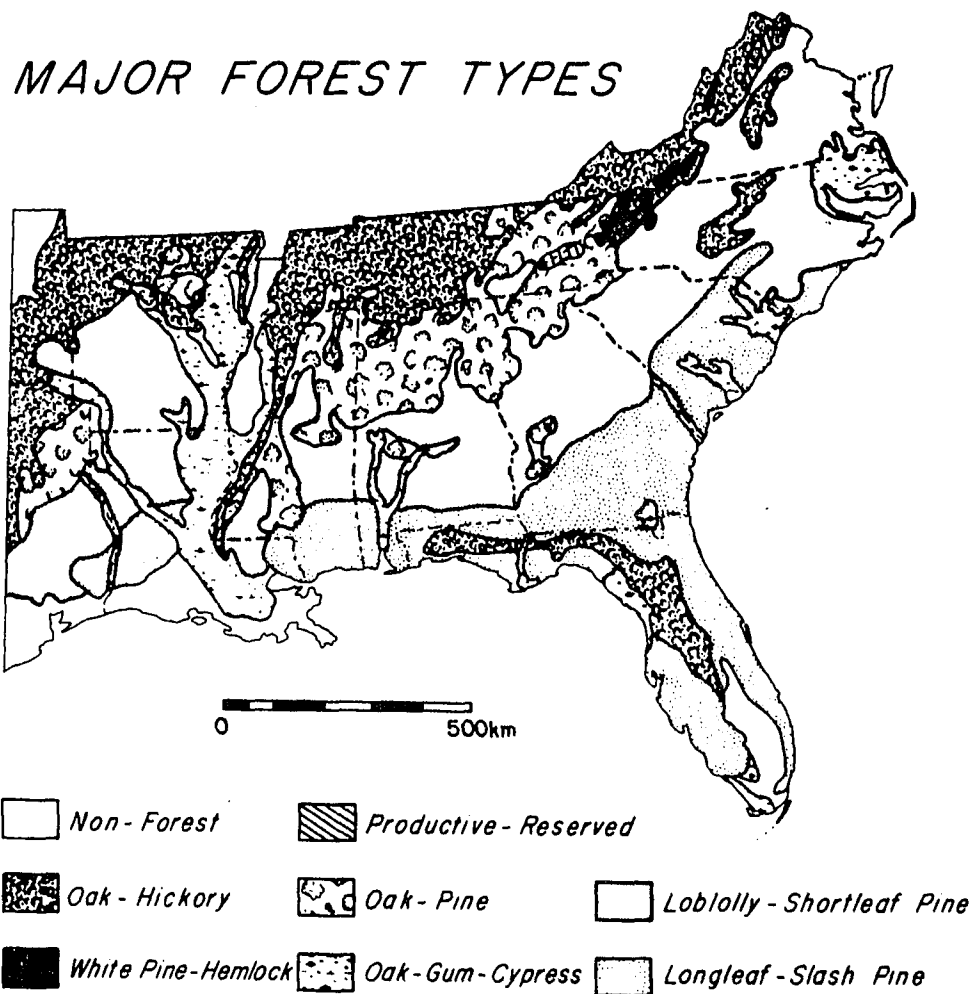 MAJOR FOREST TYPES
0 500km
Non-Forest
Productive-Reserved
Oak-Hickory
Oak-Pine
Loblolly-Shortleaf Pine
White Pine-Hemlock
Oak-Gum-Cypress
Longleaf-Slash Pine